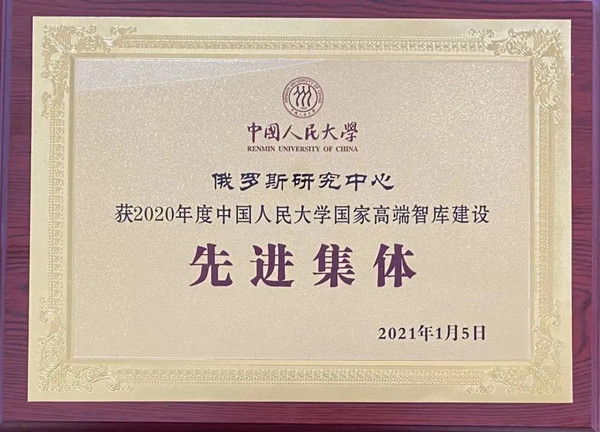 中国人民大學
RENMIN UNIVERSITY OF CHINA
俄罗斯研究中心
获2020年度中国人民大学国家高端智库建设
先进集体
2021年1月5日